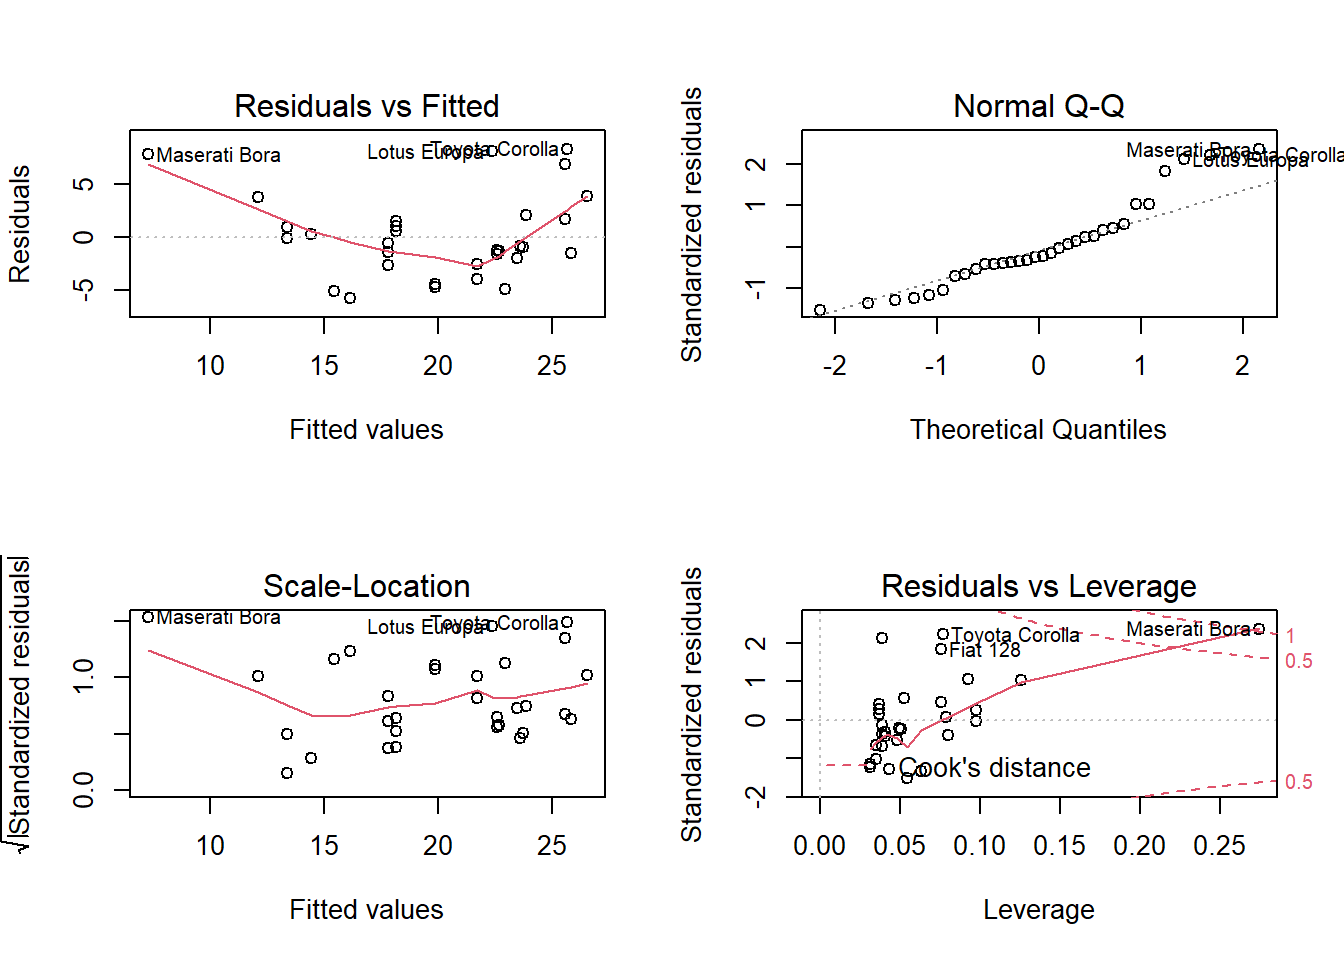 Residuals vs Fitted
Residuals
5
0
-5
Maserati Bora
Lotus Europa
Toyota Corolla
10 15 20 25
Fitted values
Normal Q-Q
Standardized residuals
2
1
-1
Maserati Bora
Toyota Corolla
Lotus Europa
-2 -1 0 1 2
Theoretical Quantiles
Scale-Location
√|Standardized residuals|
1.0
0.0
Maserati Bora
Lotus Europa
Toyota Corolla
10 15 20 25
Fitted values
Residuals vs Leverage
Standardized residuals
2
0
-2
Toyota Corolla
Fiat 128
Maserati Bora
1
0.5
0.5
Cook's distance
0.00 0.05 0.10 0.15 0.20 0.25
Leverage